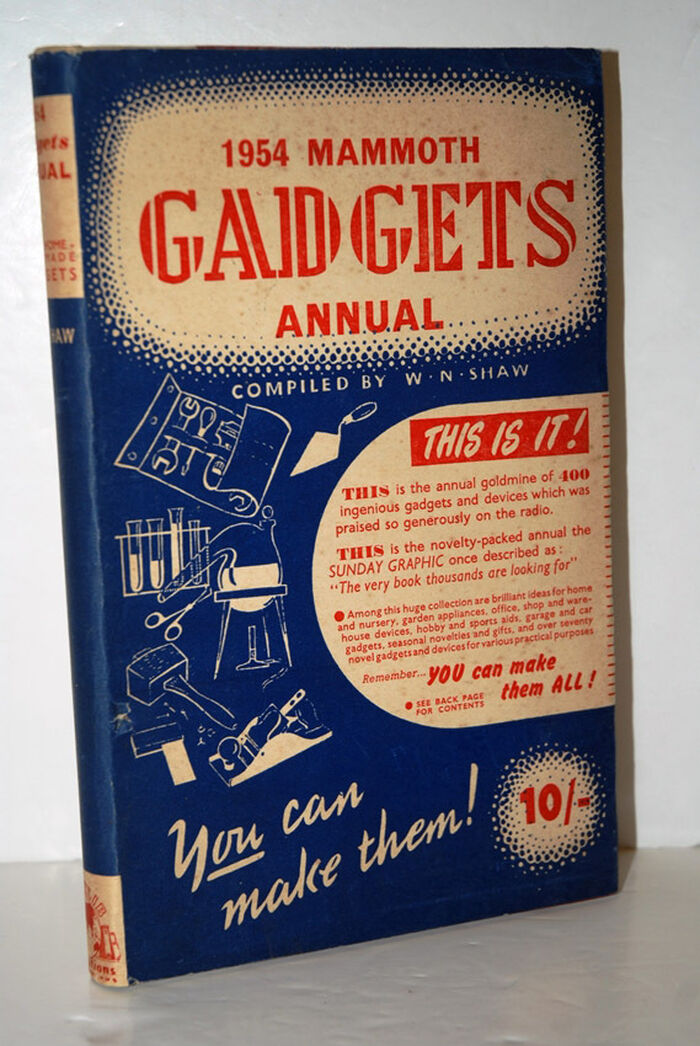 1954 MAMMOTH
GADGETS
ANNUAL
COMPILED BY W·N·SHAW
THIS IS IT!
THIS is the annual goldmine of 400
ingenious gadgets and devices which was
praised so generously on the radio.
THIS is the novelty-packed annual the
SUNDAY GRAPHIC once described as:
"The very book thousands are looking for"
● Among this huge collection are brilliant ideas for home
and nursery, garden appliances, office, shop and ware-
house devices, hobby and sports aids, garage and car
gadgets, seasonal novelties and gifts, and over seventy
novel gadgets and devices for various practical purposes
Remember... YOU can make
them ALL!
● SEE BACK PAGE
FOR CONTENTS
You can
make them!
10/-